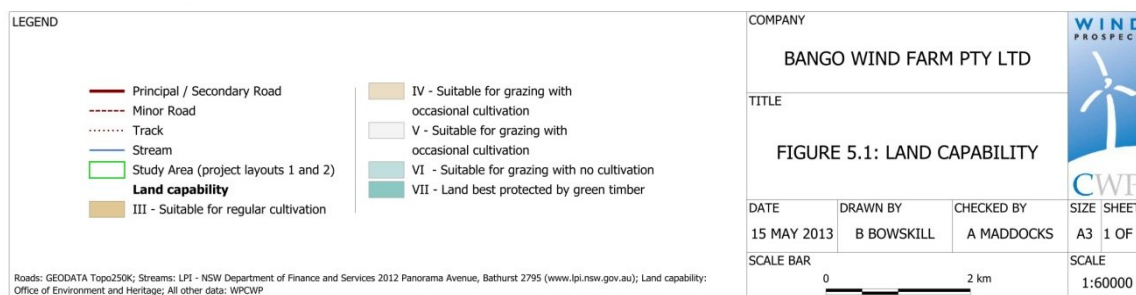 LEGEND
Principal / Secondary Road
Minor Road
Track
Stream
Study Area (project layouts 1 and 2)
Land capability
III - Suitable for regular cultivation
IV - Suitable for grazing with
occasional cultivation
V - Suitable for grazing with
occasional cultivation
VI - Suitable for grazing with no cultivation
VII - Land best protected by green timber
Roads: GEODATA Topo250K; Streams: LPI - NSW Department of Finance and Services 2012 Panorama Avenue, Bathurst 2795 (www.lpi.nsw.gov.au); Land capability:
Office of Environment and Heritage; All other data: WPCWP
COMPANY
BANGO WIND FARM PTY LTD
TITLE
FIGURE 5.1: LAND CAPABILITY
DATE
15 MAY 2013
DRAWN BY
B BOWSKILL
CHECKED BY
A MADDOCKS
SIZE
A3
SHEET
1 OF
SCALE BAR
0 2 km
SCALE
1:60000
WIND
PROSPEC
CWP